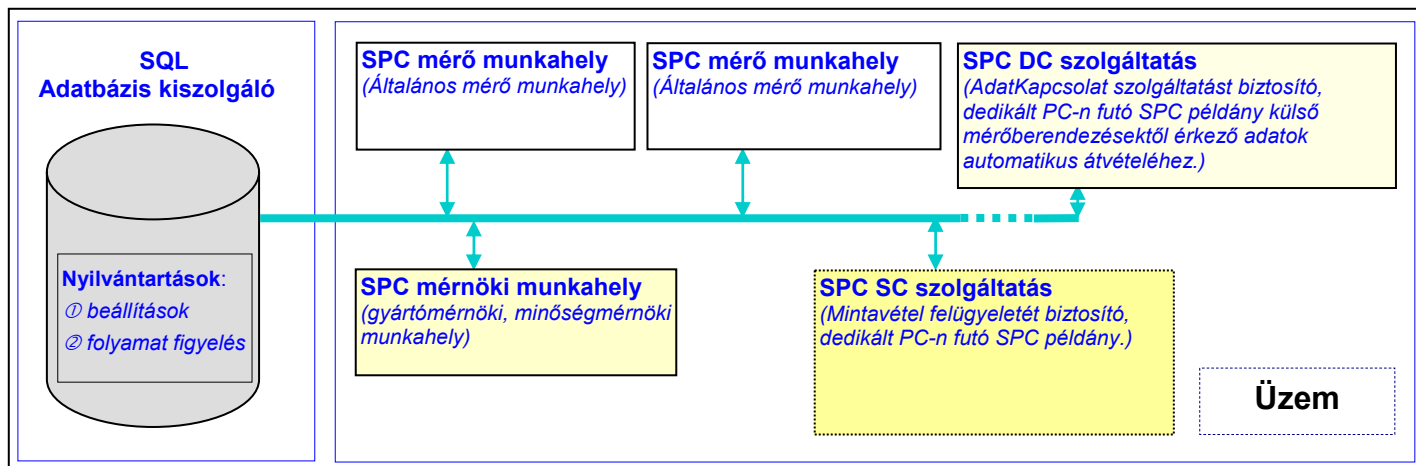 SQL
Adatbázis kiszolgáló
Nyilvántartások:
① beállítások
② folyamat figyelés
SPC mérő munkahely
(Általános mérő munkahely)
SPC mérő munkahely
(Általános mérő munkahely)
SPC DC szolgáltatás
(AdatKapcsolat szolgáltatást biztosító,
dedikált PC-n futó SPC példány külső
mérőberendezésektől érkező adatok
automatikus átvételéhez.)
SPC mérnöki munkahely
(gyártómérnöki, minőségmérnöki
munkahely)
SPC SC szolgáltatás
(Mintavétel felügyeletét biztosító,
dedikált PC-n futó SPC példány.)
Üzem